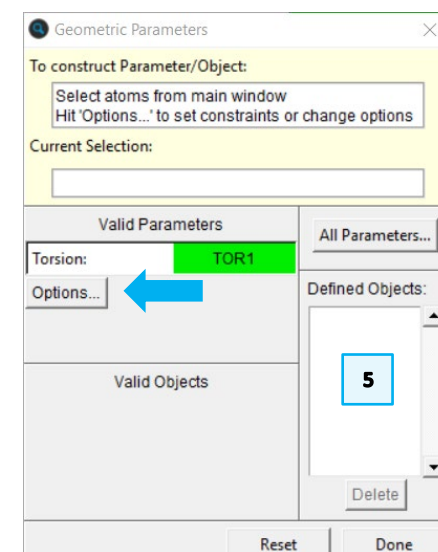 Geometric Parameters
To construct Parameter/Object:
Select atoms from main window
Hit 'Options...' to set constraints or change options
Current Selection:
Valid Parameters
All Parameters...
Torsion: TOR1
Options...
Defined Objects:
5
Valid Objects
Delete
Reset Done